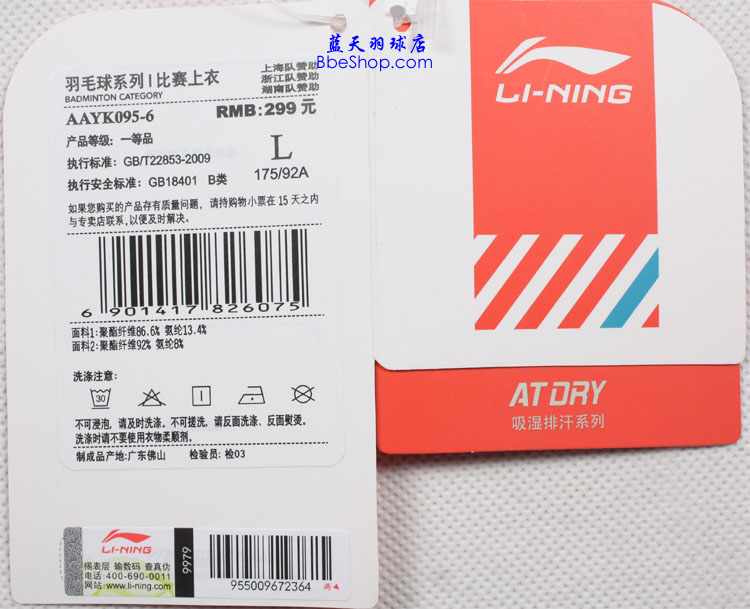 蓝天羽球店
BbeShop.com
羽毛球系列 | 比赛上衣
BADMINTON CATEGORY
上海队赞助
浙江队赞助
湖南队赞助
AAYK095-6
RMB:299 元
产品等级: 一等品
执行标准: GB/T22853-2009
执行安全标准: GB18401 B类
L
175/92A
如果您购买的产品存有质量问题, 请持购物小票在 15 天之内
与专卖店联系,以便及时解决。
6 901417 826075
面料1:聚酯纤维86.6% 氨纶13.4%
面料2:聚酯纤维92% 氨纶8%
洗涤注意:
30
不可浸泡, 请及时洗涤。不可搓洗, 请反面洗涤、反面熨烫。
洗涤时请不要使用衣物柔顺剂。
制成品产地:广东佛山 检验员: 检03
LI-NING
揭表层 输数码 查真伪
电话:400-690-0011
网站:www.li-ning.com
9979
955009672364
揭
LI-NING
AT DRY
吸湿排汗系列